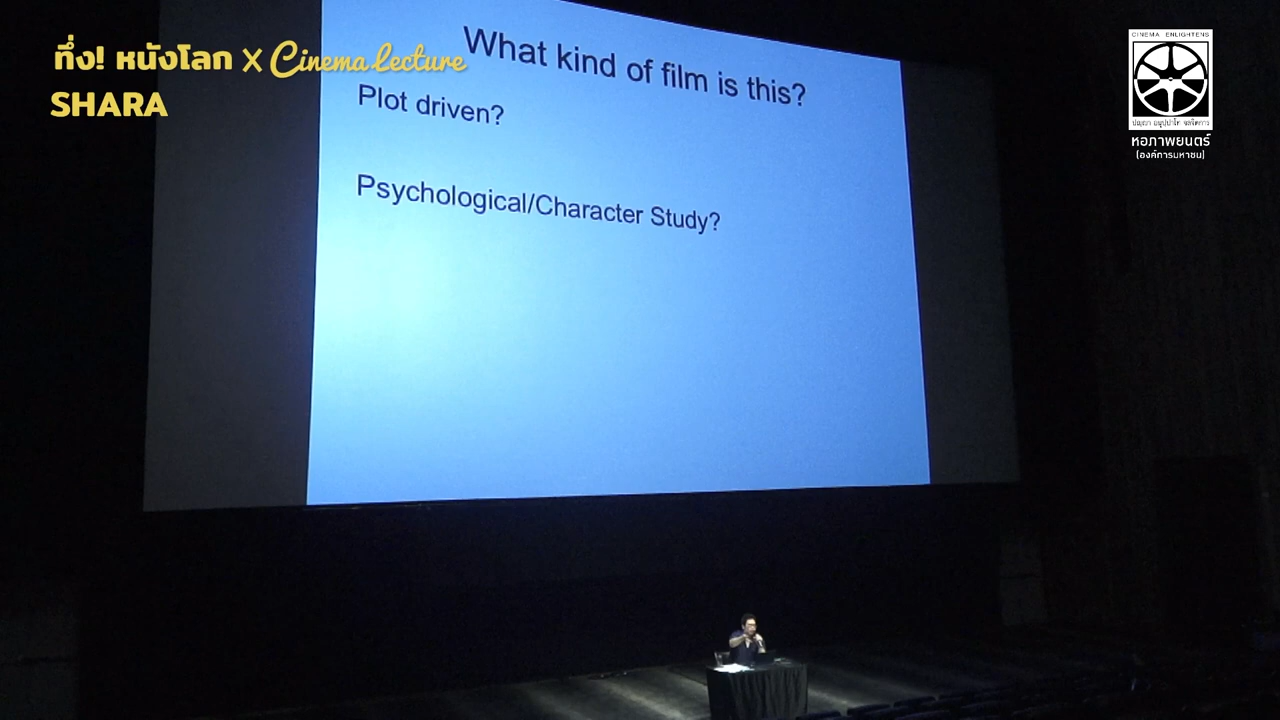 ทึ่ง! หนังโลก X Cinema Lecture
SHARA
What kind of film is this?
Plot driven?
Psychological/Character Study?
CINEMA ENLIGHTENS
หอภาพยนตร์
(องค์การมหาชน)